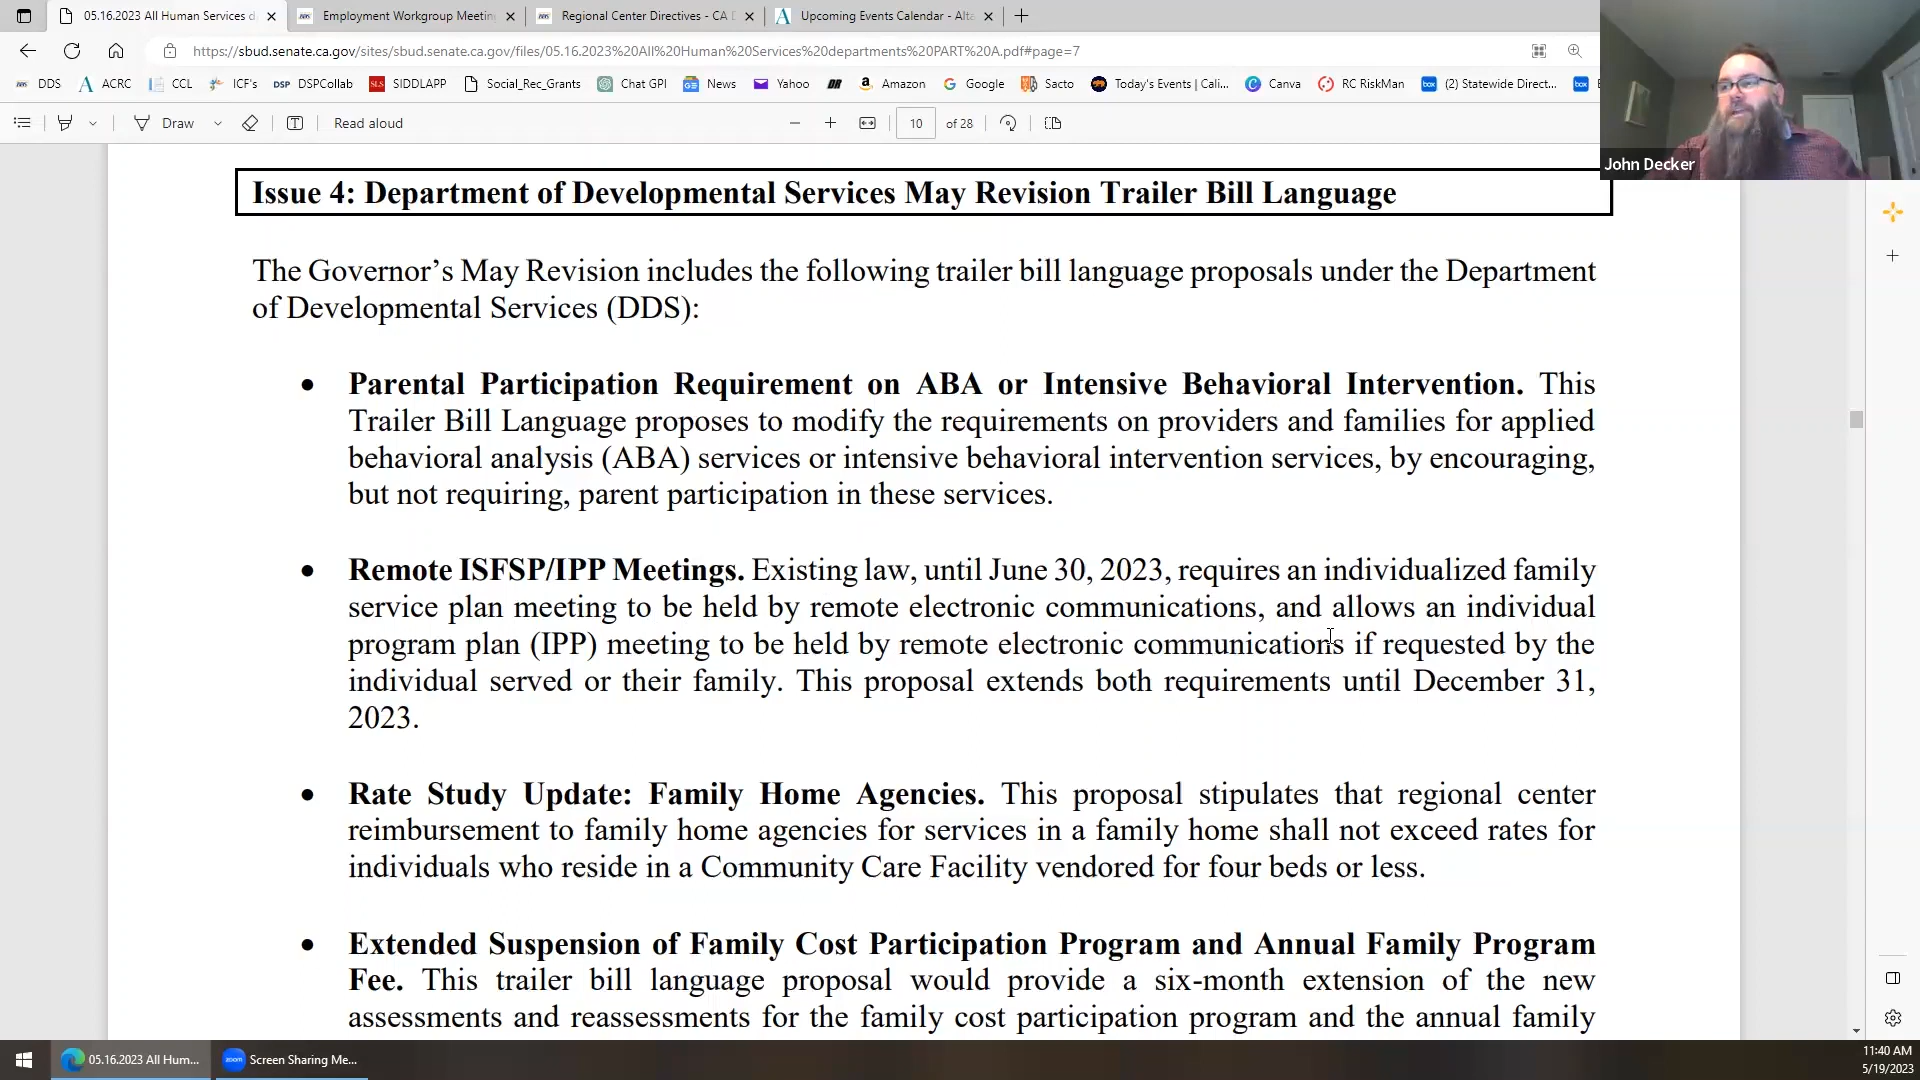 05.16.2023 All Human Services d
Employment Workgroup Meetin
Regional Center Directives - CA D
Upcoming Events Calendar - Alta
https://sbud.senate.ca.gov/sites/sbud.senate.ca.gov/files/05.16.2023%20All%20Human%20Services%20departments%20PART%20A.pdf#page=7
DDS
ACRC
CCL
ICF's
DSP DSPCollab
SLS SIDDLAPP
Social_Rec_Grants
Chat GPI
News
Yahoo
Amazon
Google
Sacto
Today's Events | Cali...
Canva
RC RiskMan
box (2) Statewide Direct...
box
Draw
Read aloud
10 of 28
John Decker
Issue 4: Department of Developmental Services May Revision Trailer Bill Language
The Governor's May Revision includes the following trailer bill language proposals under the Department
of Developmental Services (DDS):
• Parental Participation Requirement on ABA or Intensive Behavioral Intervention. This
Trailer Bill Language proposes to modify the requirements on providers and families for applied
behavioral analysis (ABA) services or intensive behavioral intervention services, by encouraging,
but not requiring, parent participation in these services.
• Remote ISFSP/IPP Meetings. Existing law, until June 30, 2023, requires an individualized family
service plan meeting to be held by remote electronic communications, and allows an individual
program plan (IPP) meeting to be held by remote electronic communications if requested by the
individual served or their family. This proposal extends both requirements until December 31,
2023.
• Rate Study Update: Family Home Agencies. This proposal stipulates that regional center
reimbursement to family home agencies for services in a family home shall not exceed rates for
individuals who reside in a Community Care Facility vendored for four beds or less.
• Extended Suspension of Family Cost Participation Program and Annual Family Program
Fee. This trailer bill language proposal would provide a six-month extension of the new
assessments and reassessments for the family cost participation program and the annual family
05.16.2023 All Hum...
zoom Screen Sharing Me...
11:40 AM
5/19/2023